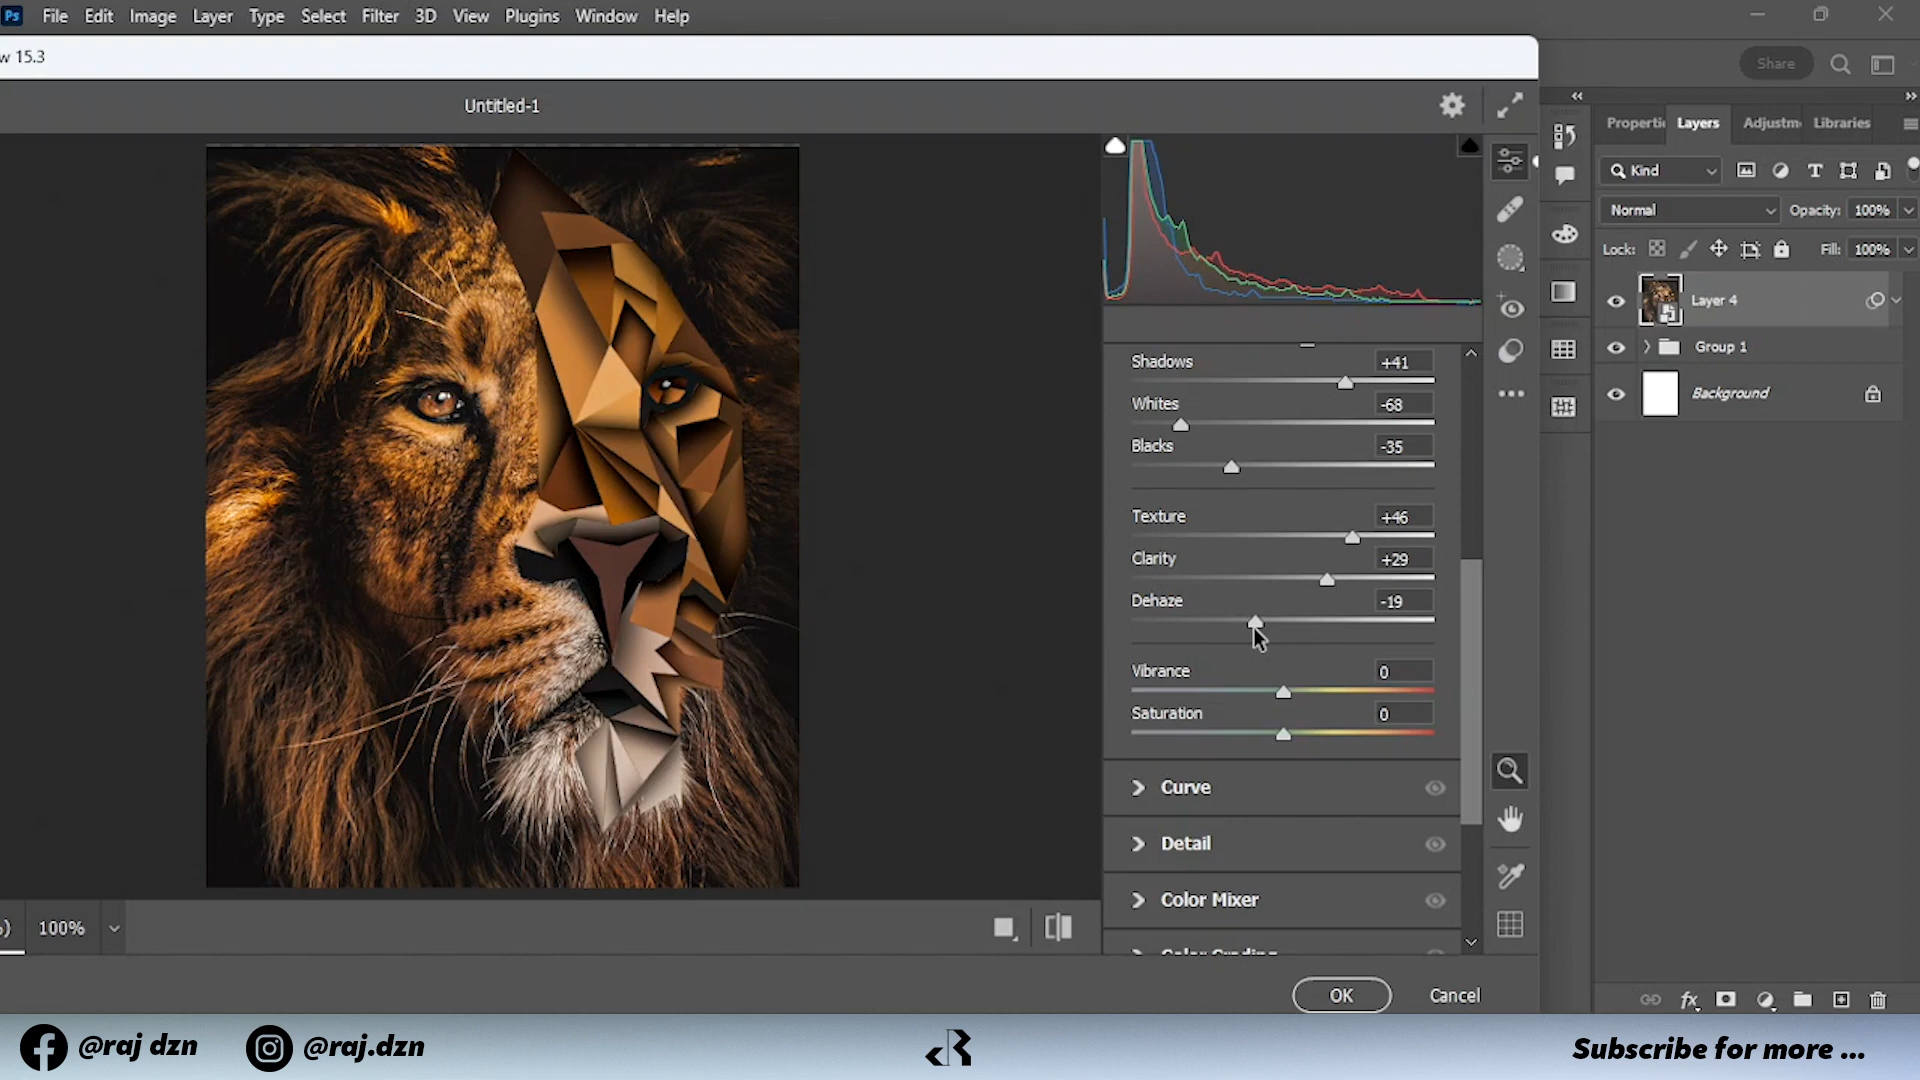 Ps File Edit Image Layer Type Select Filter 3D View Plugins Window Help
w 15.3
Share
Untitled-1
Properti Layers Adjustm Libraries
Kind
Normal Opacity: 100%
Lock: Fill: 100%
Layer 4
Group 1
Background
Shadows +41
Whites -68
Blacks -35
Texture +46
Clarity +29
Dehaze -19
Vibrance 0
Saturation 0
Curve
Detail
Color Mixer
Color Grading
100%
OK Cancel
fx
@raj dzn @raj.dzn Subscribe for more ...